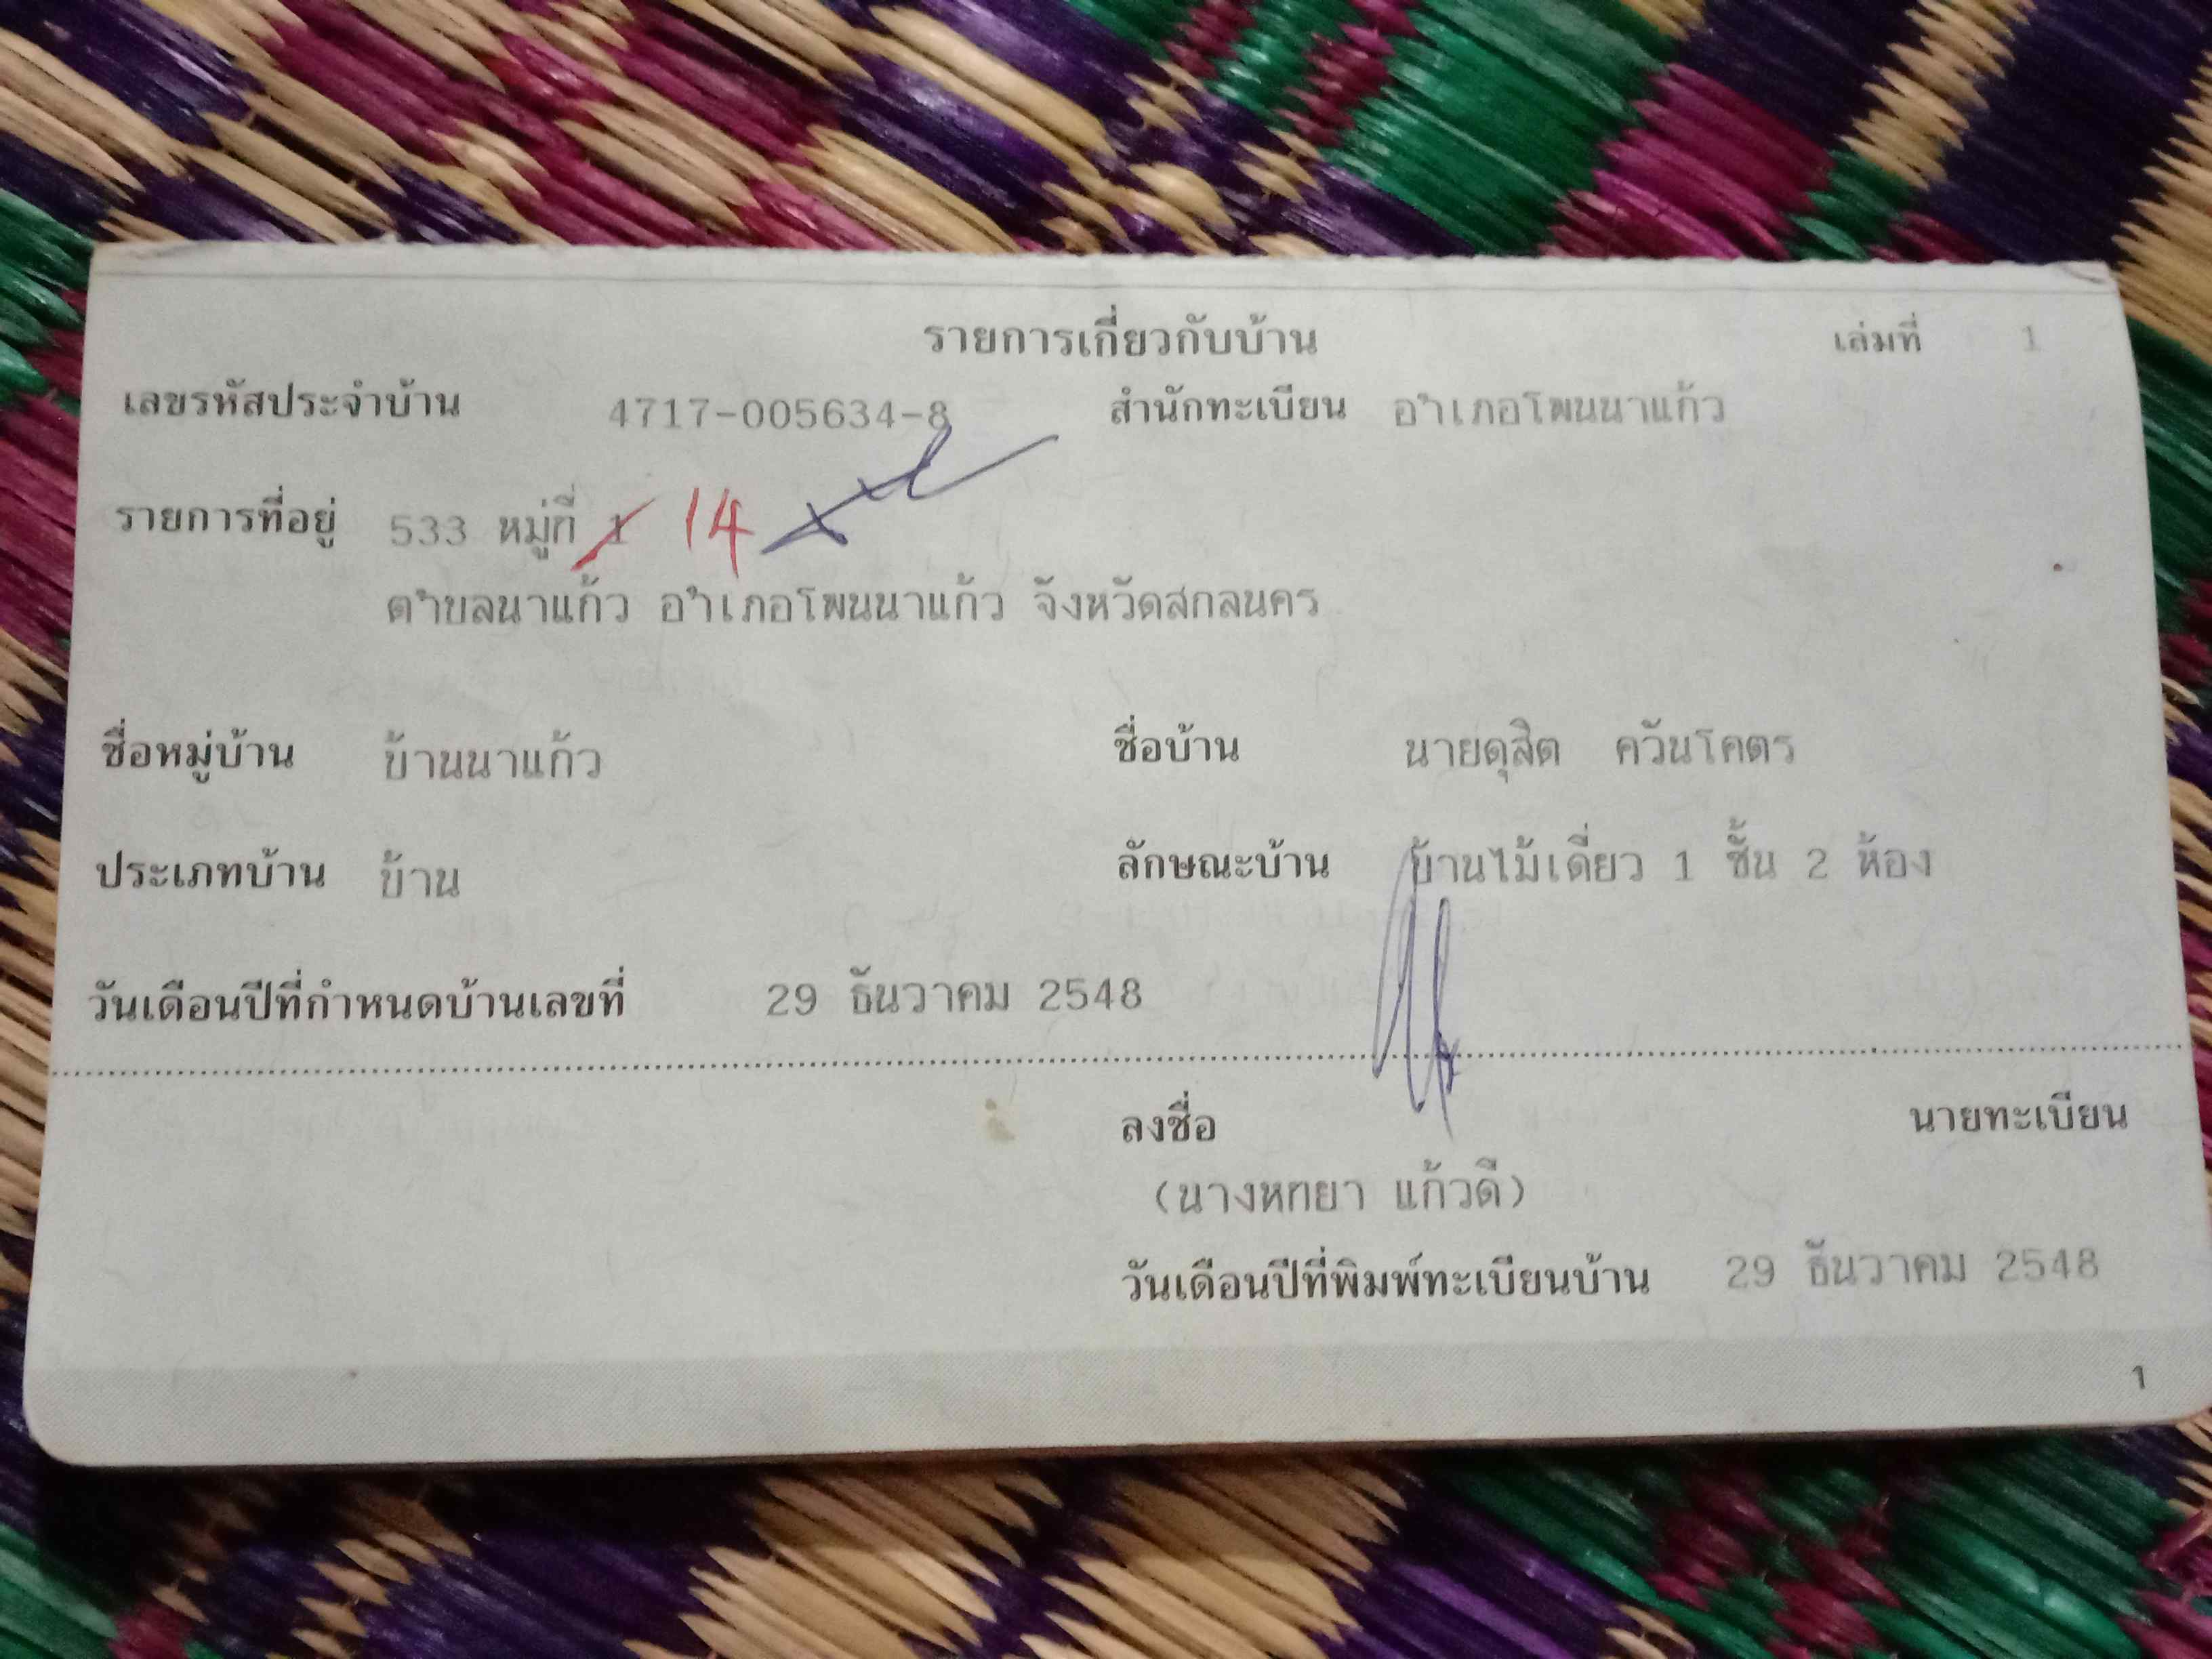 รายการเกี่ยวกับบ้าน เล่มที่ 1
เลขรหัสประจำบ้าน 4717-005634-8 สำนักทะเบียน อำเภอโพนนาแก้ว
รายการที่อยู่ 533 หมู่ที่ 1 14
ตำบลนาแก้ว อำเภอโพนนาแก้ว จังหวัดสกลนคร
ชื่อหมู่บ้าน บ้านนาแก้ว ชื่อบ้าน นายดุสิต ควันโคตร
ประเภทบ้าน บ้าน ลักษณะบ้าน บ้านไม้เดี่ยว 1 ชั้น 2 ห้อง
วันเดือนปีที่กำหนดบ้านเลขที่ 29 ธันวาคม 2548
ลงชื่อ นายทะเบียน
(นางหทยา แก้วดี)
วันเดือนปีที่พิมพ์ทะเบียนบ้าน 29 ธันวาคม 2548
1